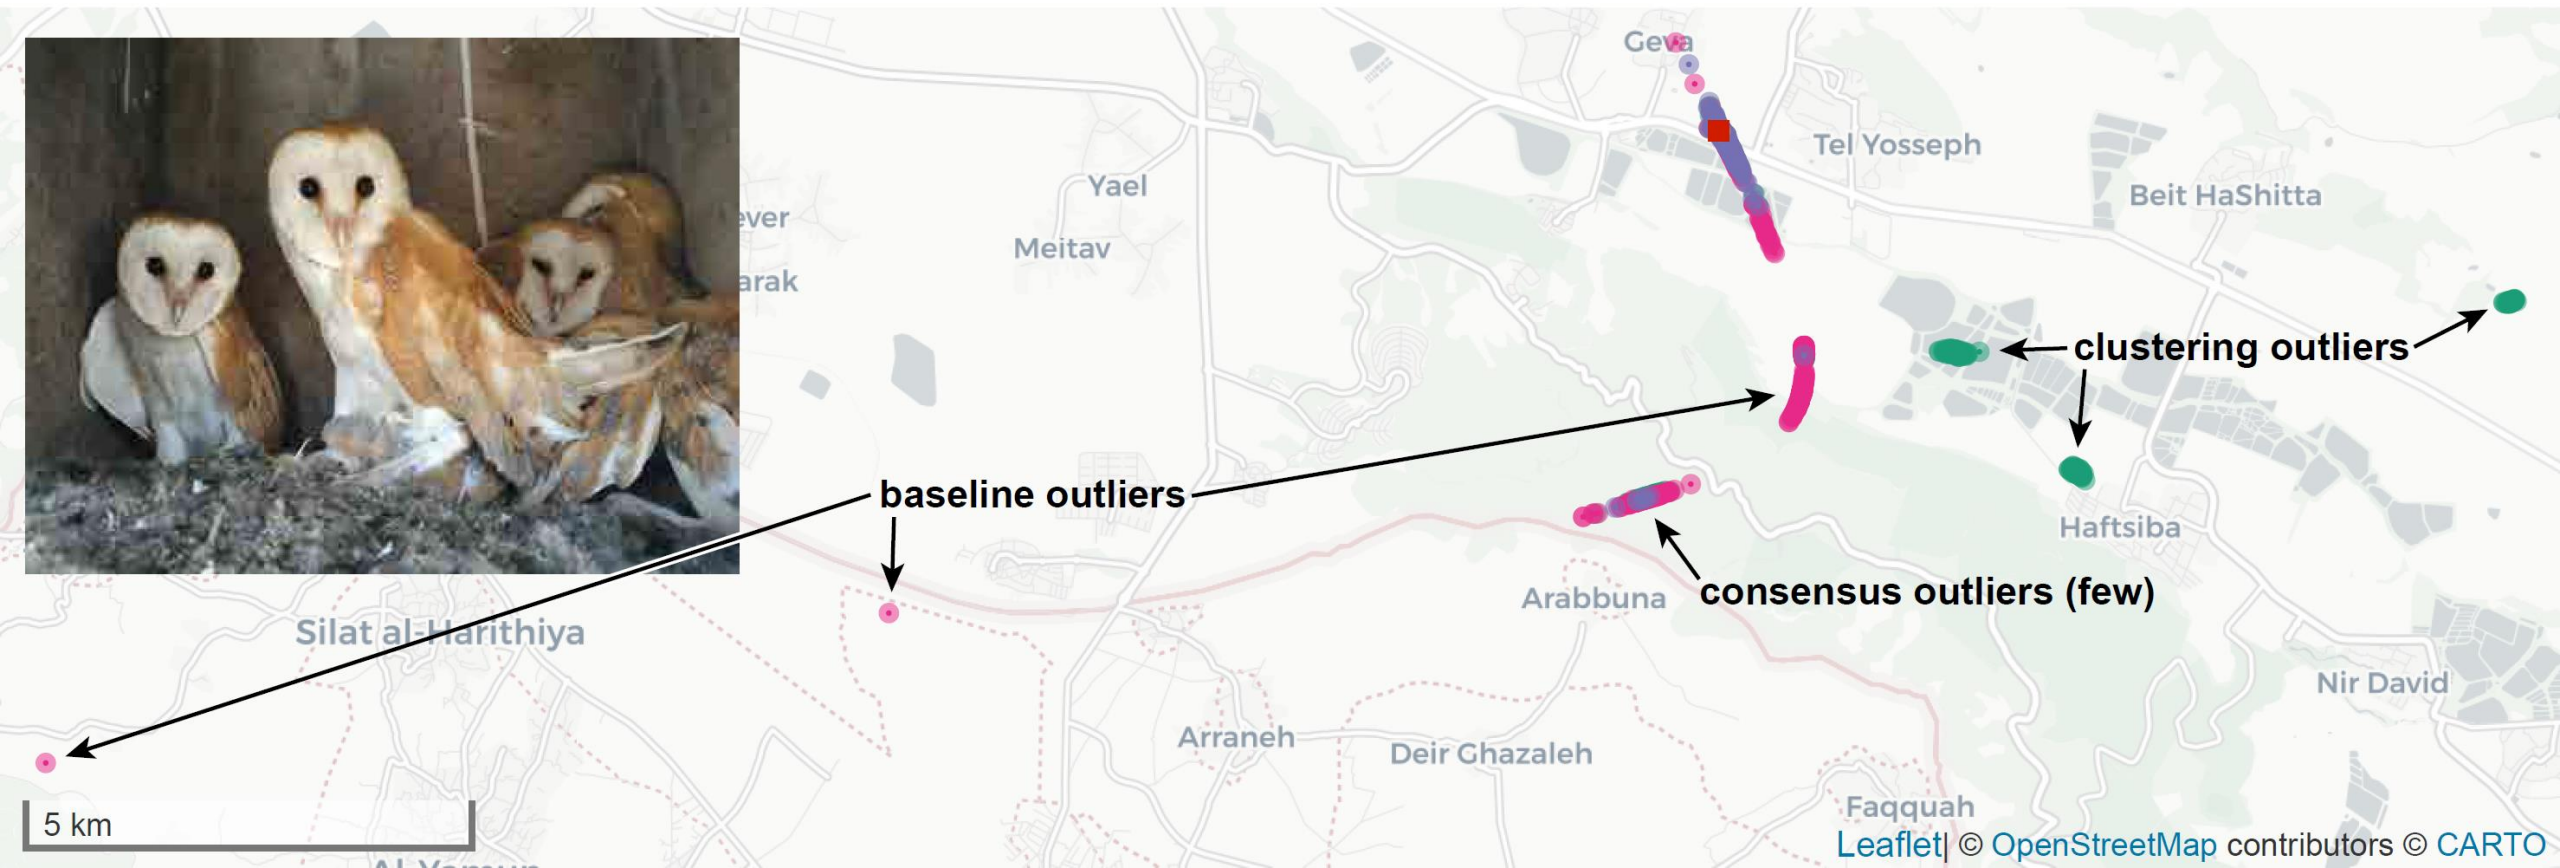 Geva
Tel Yosseph
Yael
Beit HaShitta
ever
Meitav
arak
clustering outliers
baseline outliers
Haftsiba
Arabbuna
consensus outliers (few)
Silat al-Harithiya
Nir David
Arraneh
Deir Ghazaleh
Faqquah
5 km
Leaflet| © OpenStreetMap contributors © CARTO